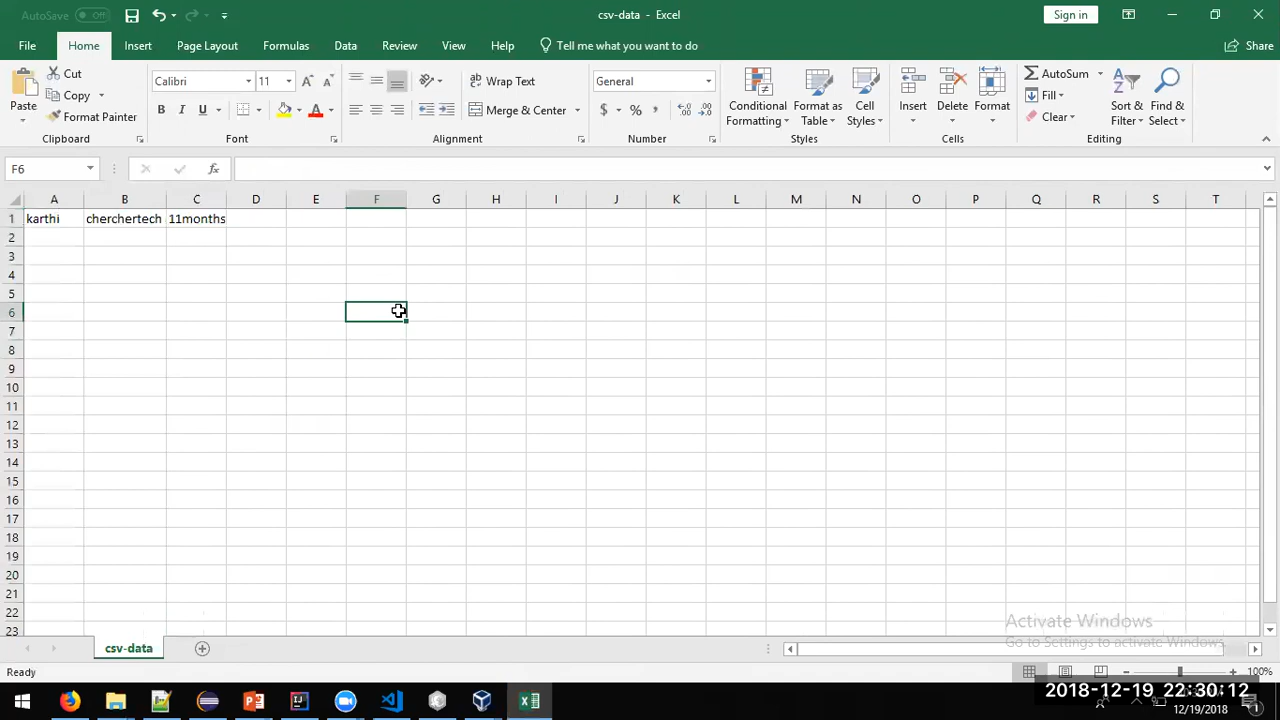 AutoSave Off csv-data - Excel Sign in
File Home Insert Page Layout Formulas Data Review View Help Tell me what you want to do Share
Paste Cut Copy Format Painter Clipboard
Calibri 11 A A B I U A Font
ab Wrap Text Merge & Center Alignment
General $ % , Number
Conditional Formatting Format as Table Cell Styles Styles
Insert Delete Format Cells
AutoSum Fill Clear Sort & Filter Find & Select Editing
F6 fx
A B C D E F G H I J K L M N O P Q R S T
1 karthi cherchertech 11months
2
3
4
5
6
7
8
9
10
11
12
13
14
15
16
17
18
19
20
21
22
23
Activate Windows
Go to Settings to activate Windows.
csv-data
Ready 100%
2018-12-19 22:30:12
12/19/2018